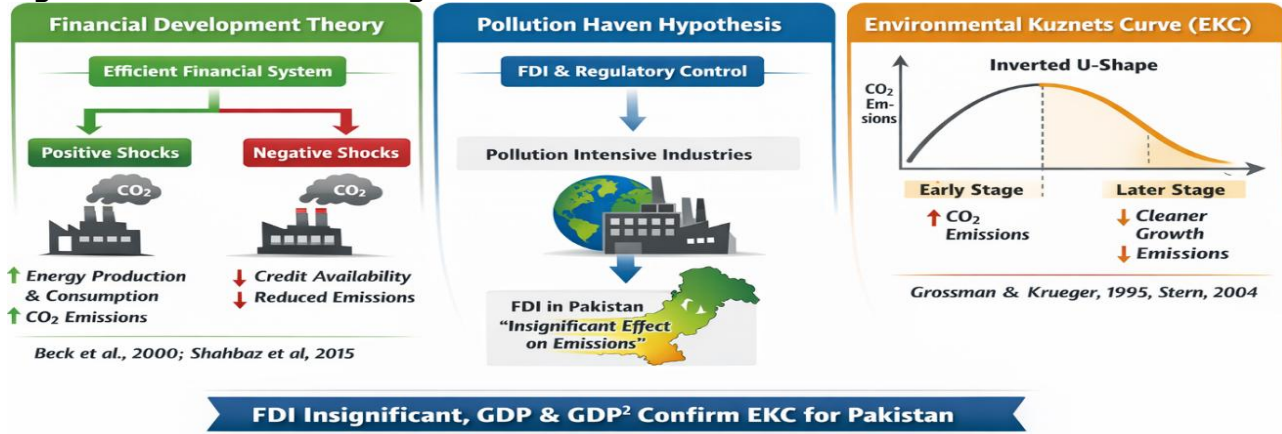 Financial Development Theory
Efficient Financial System
Positive Shocks
Negative Shocks
CO₂
CO₂
↑ Energy Production
& Consumption
↑ CO₂ Emissions
↓ Credit Availability
↓ Reduced Emissions
Beck et al., 2000; Shahbaz et al, 2015
Pollution Haven Hypothesis
FDI & Regulatory Control
Pollution Intensive Industries
FDI in Pakistan
"Insignificant Effect
on Emissions"
Environmental Kuznets Curve (EKC)
Inverted U-Shape
CO₂
Em-
sions
Early Stage
↑ CO₂
Emissions
Later Stage
↓ Cleaner
Growth
↓ Emissions
Grossman & Krueger, 1995, Stern, 2004
FDI Insignificant, GDP & GDP² Confirm EKC for Pakistan